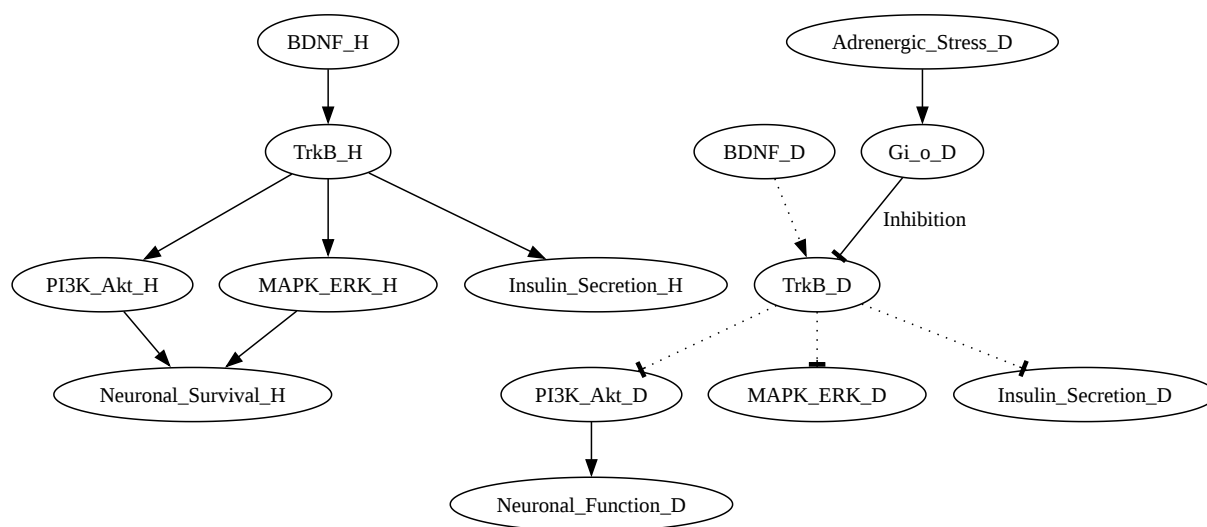 BDNF_H
Adrenergic_Stress_D
TrkB_H
BDNF_D
Gi_o_D
Inhibition
PI3K_Akt_H
MAPK_ERK_H
Insulin_Secretion_H
TrkB_D
Neuronal_Survival_H
PI3K_Akt_D
MAPK_ERK_D
Insulin_Secretion_D
Neuronal_Function_D